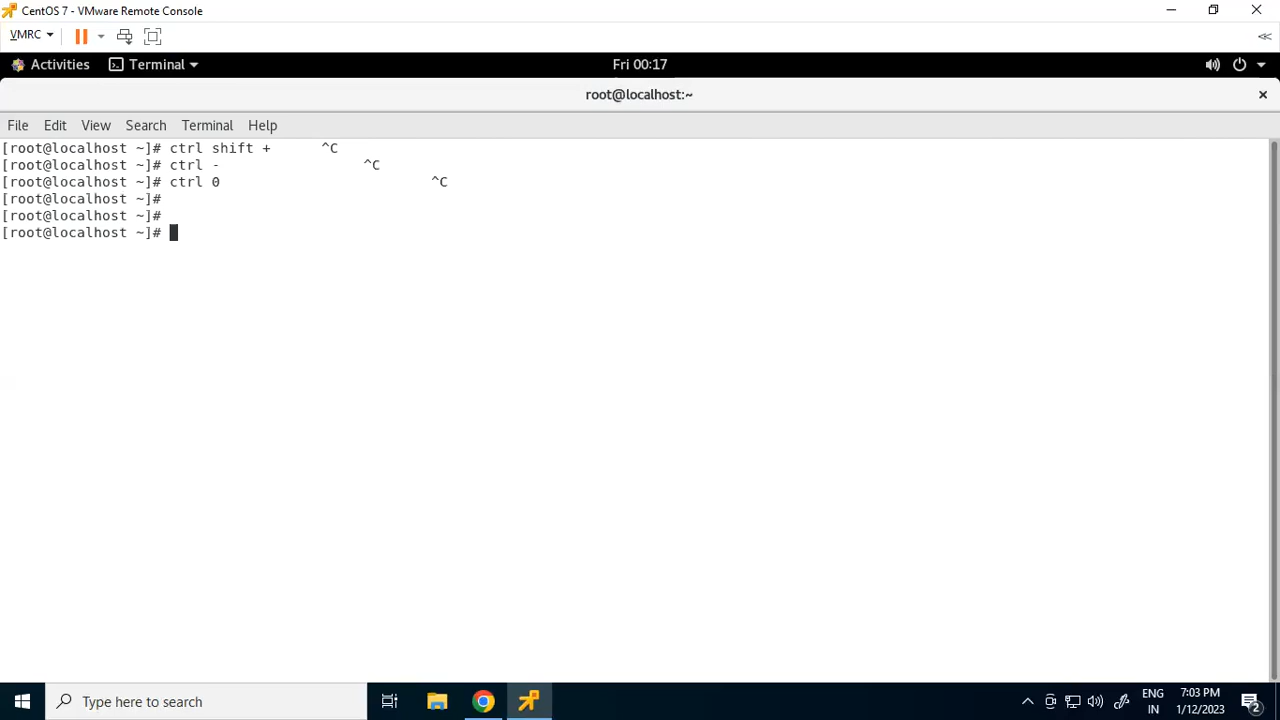 CentOS 7 - VMware Remote Console
VMRC
Activities Terminal Fri 00:17
root@localhost:~
File Edit View Search Terminal Help
[root@localhost ~]# ctrl shift +      ^C
[root@localhost ~]# ctrl -                 ^C
[root@localhost ~]# ctrl 0                         ^C
[root@localhost ~]#
[root@localhost ~]#
[root@localhost ~]#
Type here to search
ENG
IN
7:03 PM
1/12/2023
2